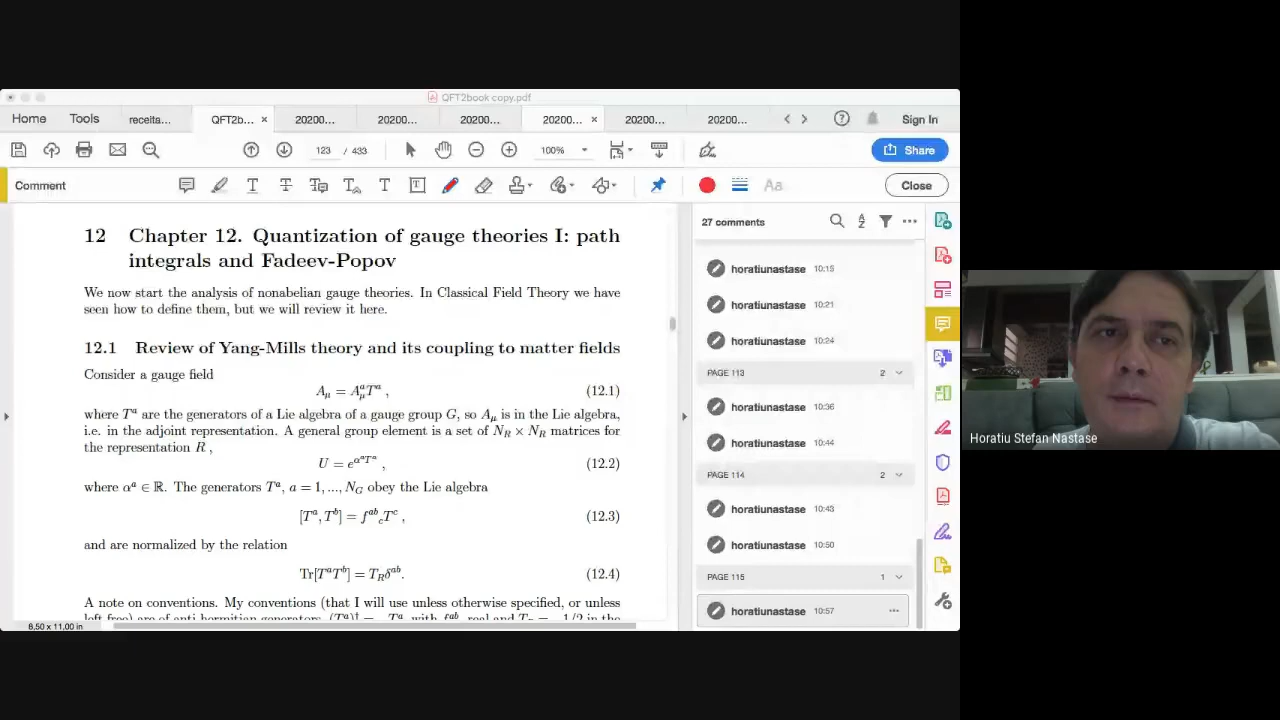 QFT2book copy.pdf
Home Tools receita... QFT2b... × 20200... 20200... 20200... 20200... × 20200... 20200... Sign In
123 / 433 100% Share
Comment Close
12 Chapter 12. Quantization of gauge theories I: path
integrals and Fadeev-Popov
We now start the analysis of nonabelian gauge theories. In Classical Field Theory we have
seen how to define them, but we will review it here.
12.1 Review of Yang-Mills theory and its coupling to matter fields
Consider a gauge field
A_μ = A^a_μ T^a , (12.1)
where T^a are the generators of a Lie algebra of a gauge group G, so A_μ is in the Lie algebra,
i.e. in the adjoint representation. A general group element is a set of N_R × N_R matrices for
the representation R ,
U = e^{α^a T^a} , (12.2)
where α^a ∈ ℝ. The generators T^a, a = 1, ..., N_G obey the Lie algebra
[T^a, T^b] = f^{ab}_c T^c , (12.3)
and are normalized by the relation
Tr[T^a T^b] = T_R δ^{ab}. (12.4)
A note on conventions. My conventions (that I will use unless otherwise specified, or unless
8,50 x 11,00 in
27 comments
horatiunastase 10:15
horatiunastase 10:21
horatiunastase 10:24
PAGE 113 2
horatiunastase 10:36
horatiunastase 10:44
PAGE 114 2
horatiunastase 10:43
horatiunastase 10:50
PAGE 115 1
horatiunastase 10:57
Horatiu Stefan Nastase